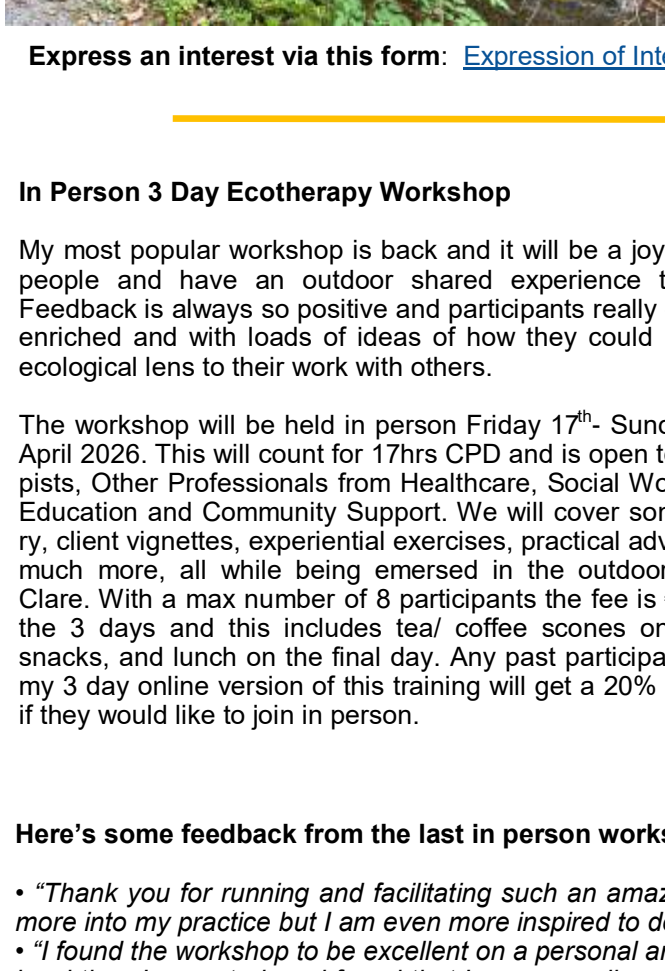 Express an interest via this form: Expression of Inte
In Person 3 Day Ecotherapy Workshop
My most popular workshop is back and it will be a joy
people and have an outdoor shared experience t
Feedback is always so positive and participants really
enriched and with loads of ideas of how they could
ecological lens to their work with others.
The workshop will be held in person Friday 17th- Sund
April 2026. This will count for 17hrs CPD and is open t
pists, Other Professionals from Healthcare, Social Wo
Education and Community Support. We will cover sor
ry, client vignettes, experiential exercises, practical adv
much more, all while being emersed in the outdoor
Clare. With a max number of 8 participants the fee is
the 3 days and this includes tea/ coffee scones on
snacks, and lunch on the final day. Any past participa
my 3 day online version of this training will get a 20%
if they would like to join in person.
Here’s some feedback from the last in person works
• “Thank you for running and facilitating such an amaz
more into my practice but I am even more inspired to d
• “I found the workshop to be excellent on a personal a